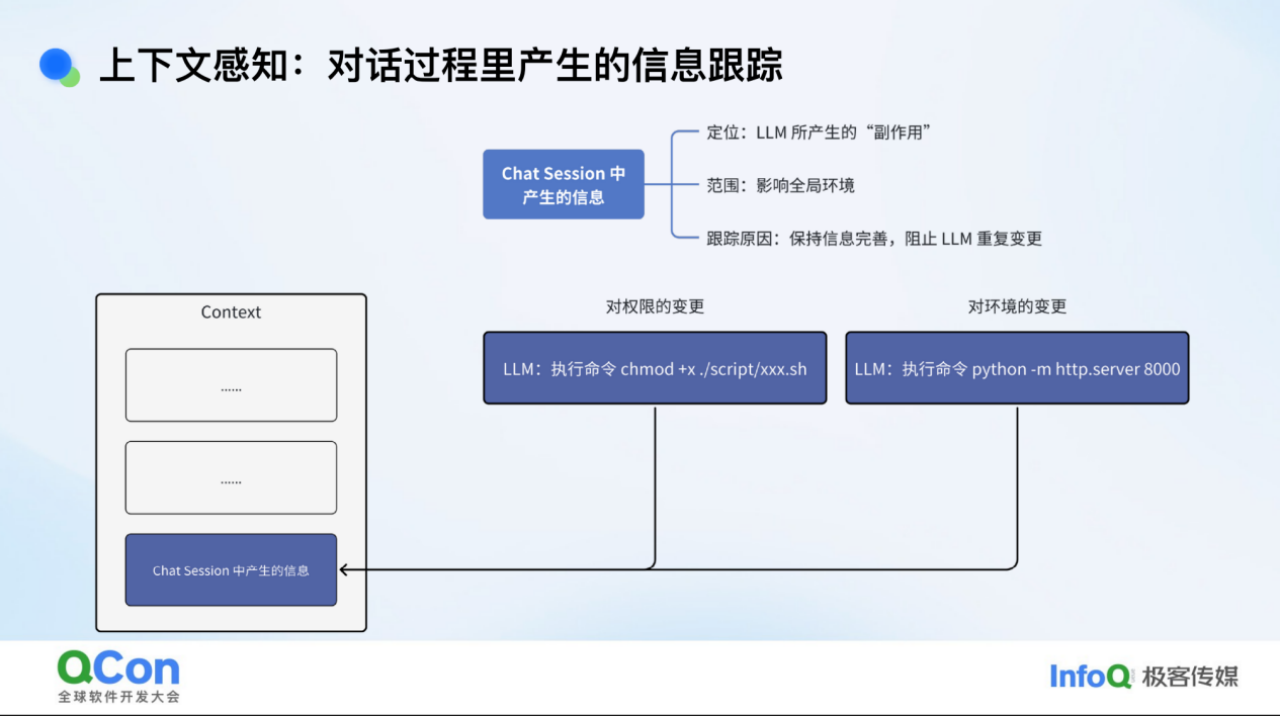 上下文感知：对话过程里产生的信息跟踪
Chat Session 中
产生的信息
定位：LLM 所产生的“副作用”
范围：影响全局环境
跟踪原因：保持信息完善，阻止 LLM 重复变更
Context
......
......
Chat Session 中产生的信息
对权限的变更
LLM：执行命令 chmod +x ./script/xxx.sh
对环境的变更
LLM：执行命令 python -m http.server 8000
QCon
全球软件开发大会
InfoQ 极客传媒